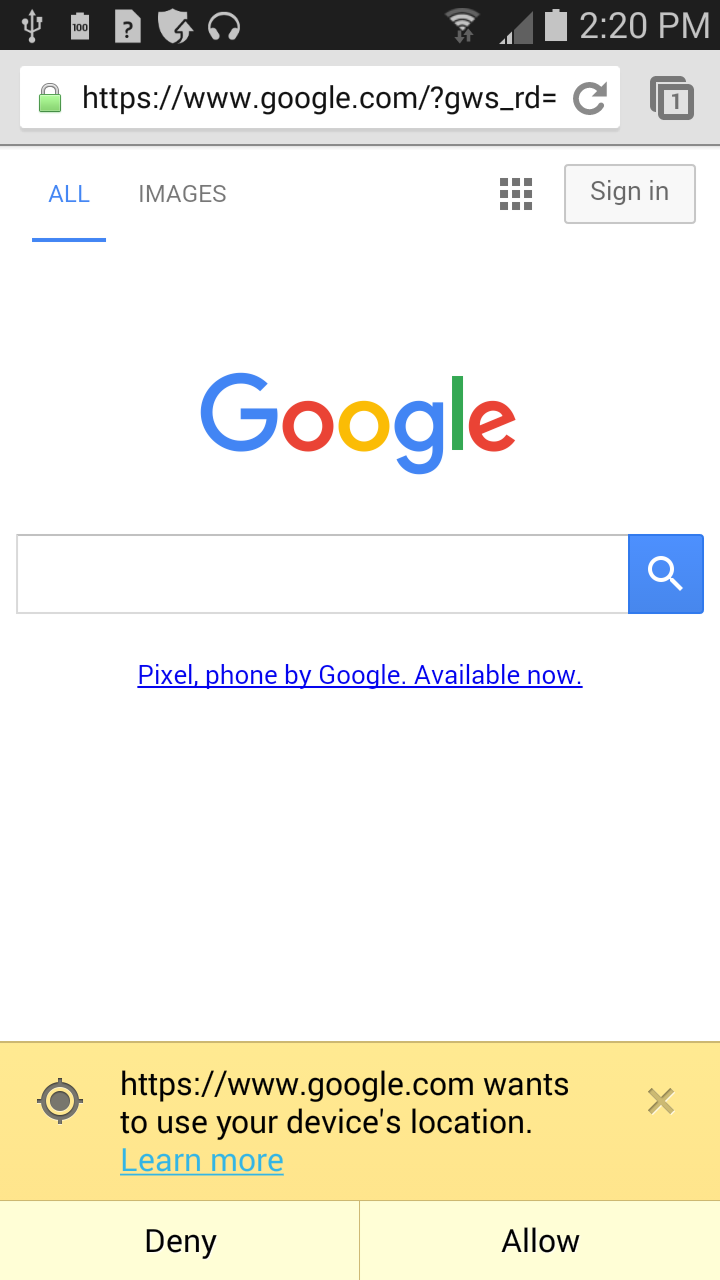 100
?
2:20 PM
https://www.google.com/?gws_rd=
1
ALL IMAGES
Sign in
Google
Pixel, phone by Google. Available now.
https://www.google.com wants
to use your device's location.
Learn more
Deny
Allow